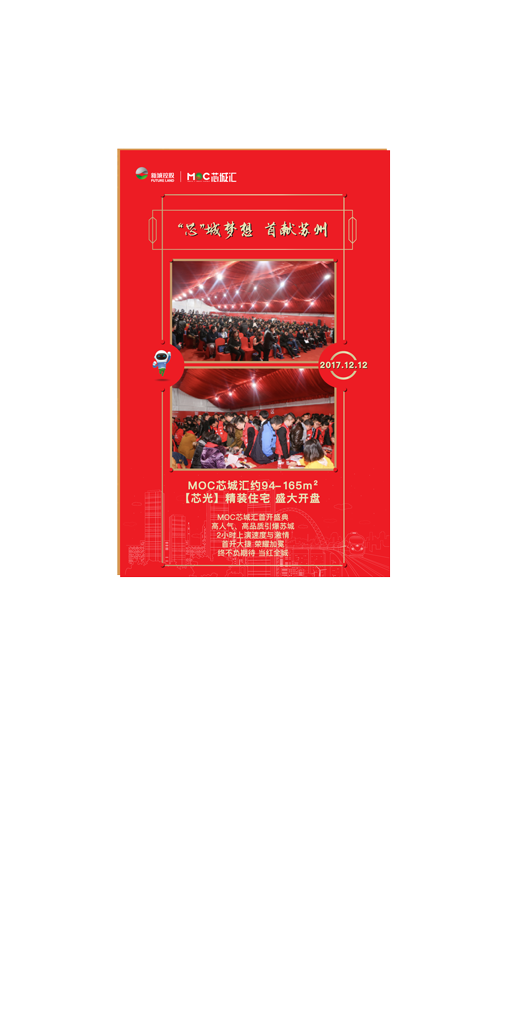 新城控股
FUTURE LAND
MOC芯城汇
“芯”城梦想 首献苏州
2017.12.12
MOC芯城汇约94-165m²
【芯光】精装住宅 盛大开盘
MOC芯城汇首开盛典
高人气、高品质引爆苏城
2小时上演速度与激情
首开大捷 荣耀加冕
终不负期待 当红全城